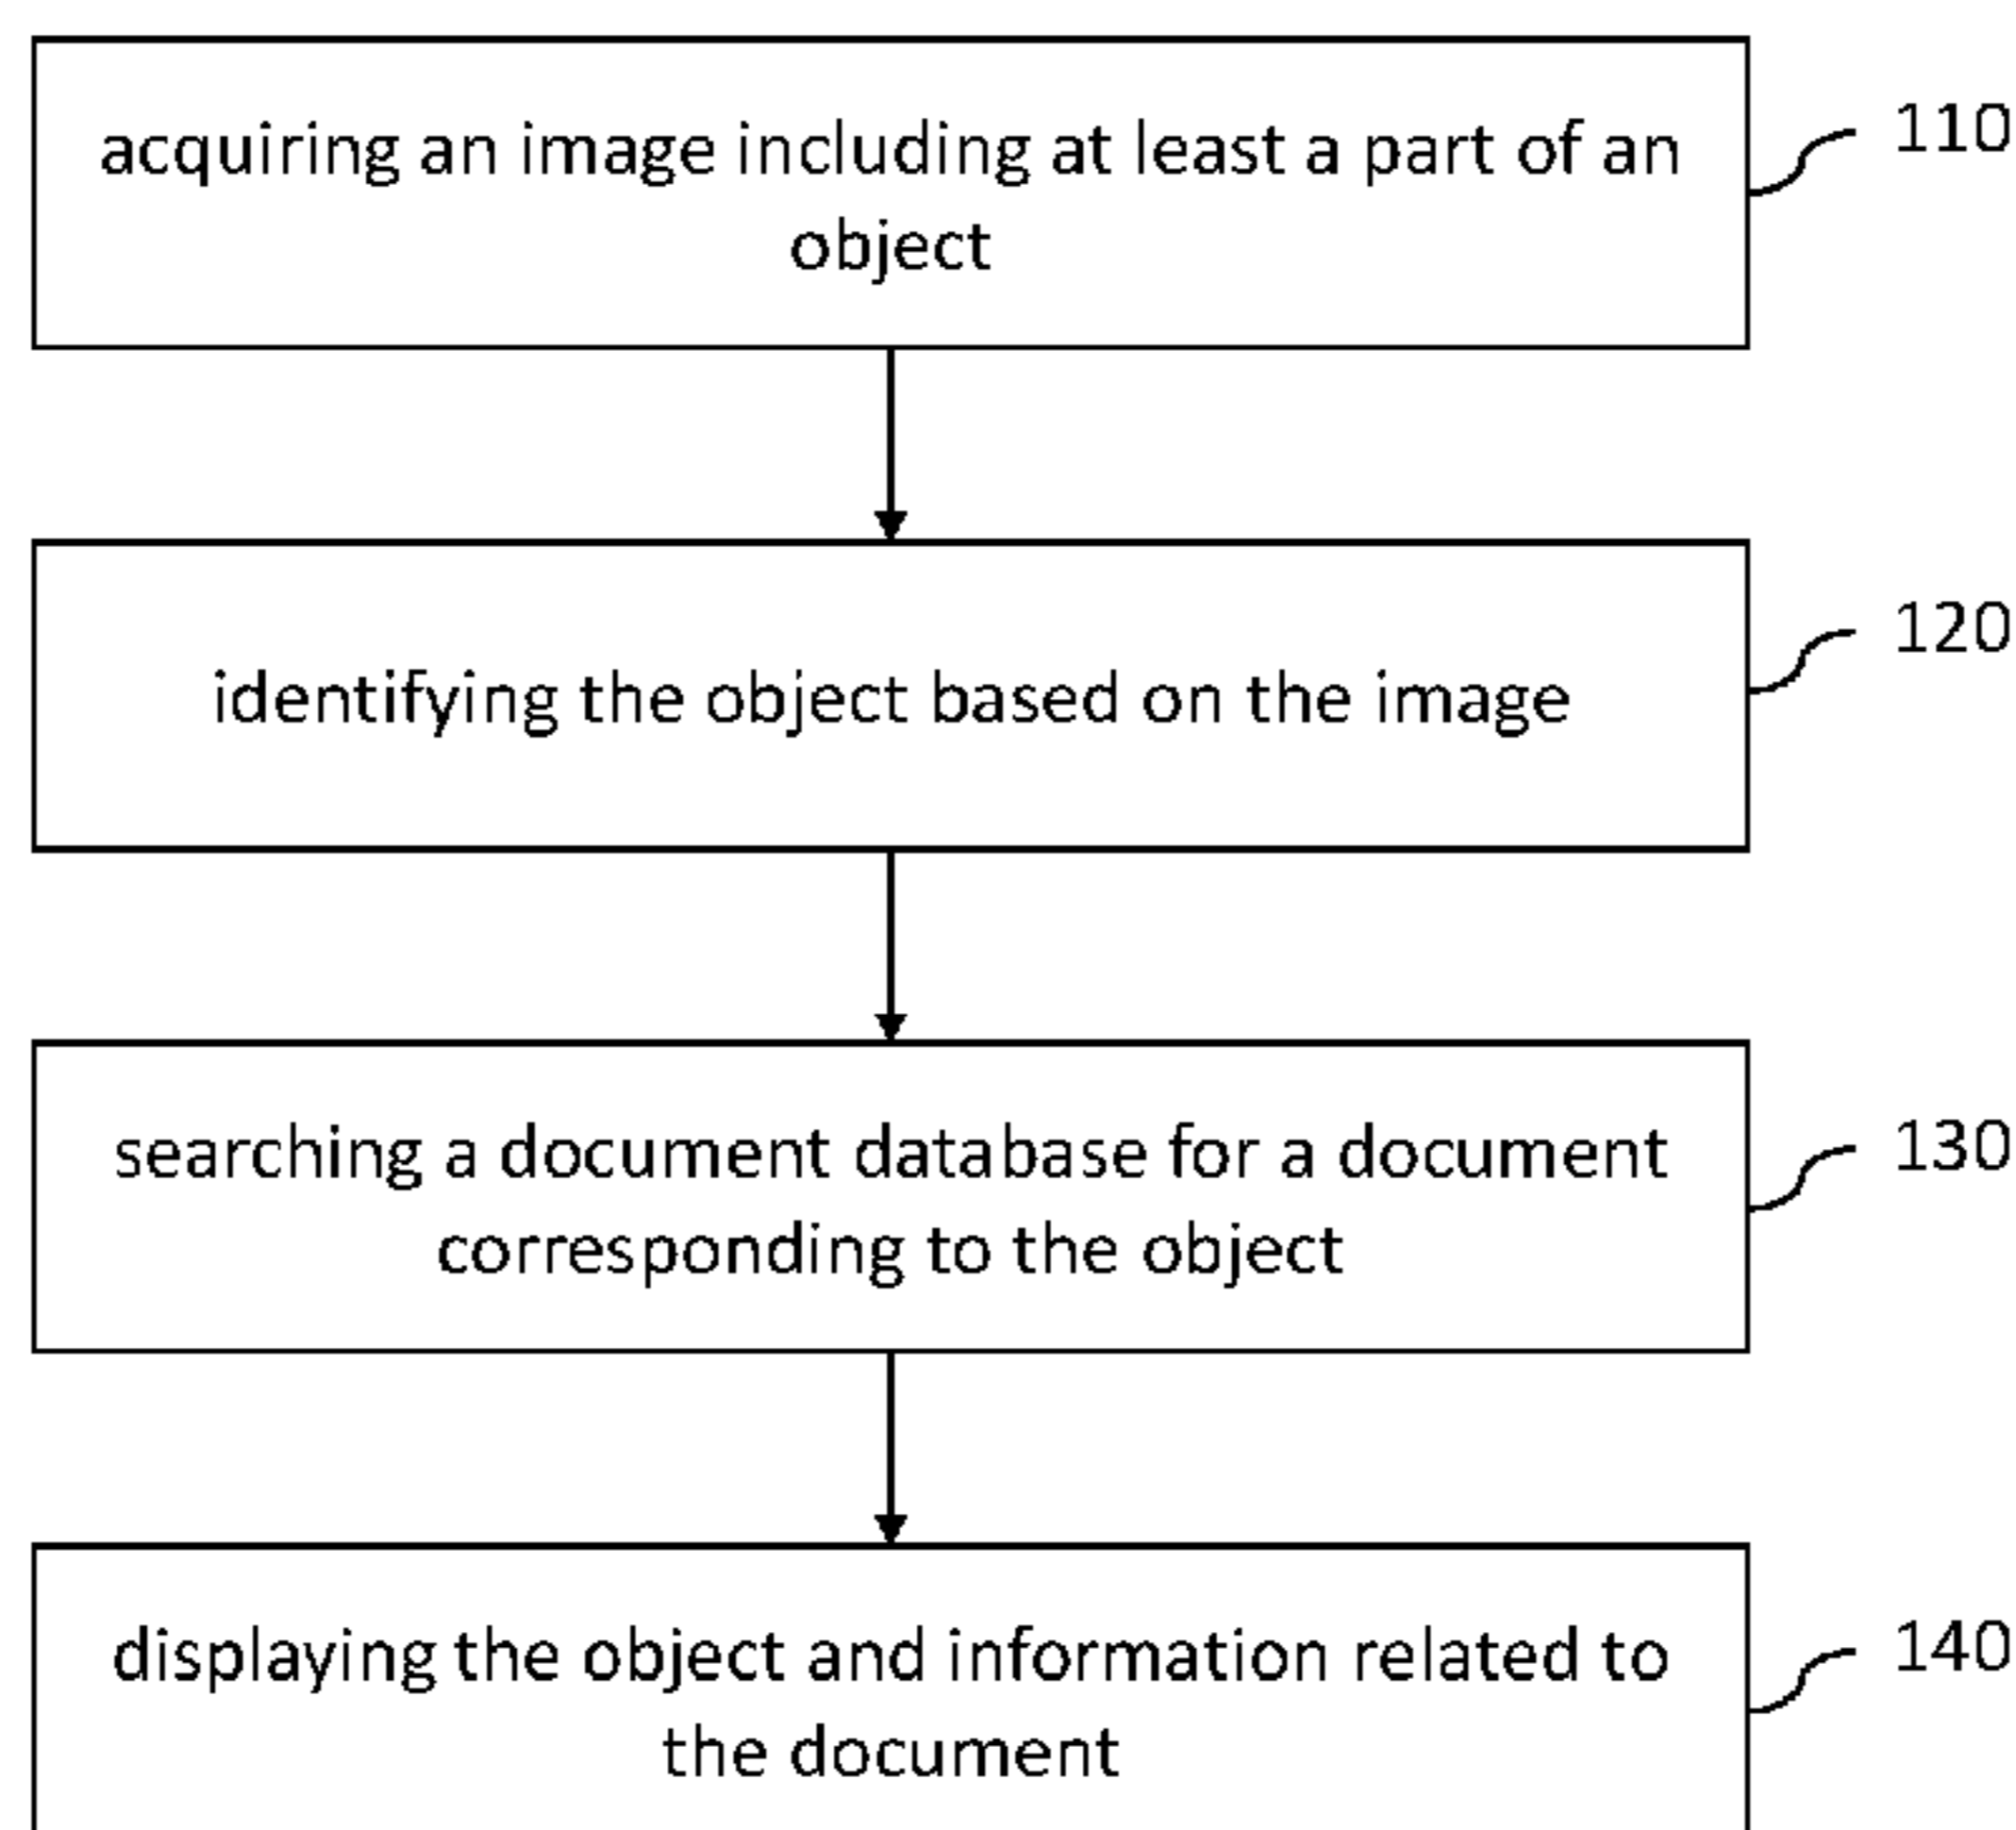 acquiring an image including at least a part of an
object
110
identifying the object based on the image
120
searching a document database for a document
corresponding to the object
130
displaying the object and information related to
the document
140